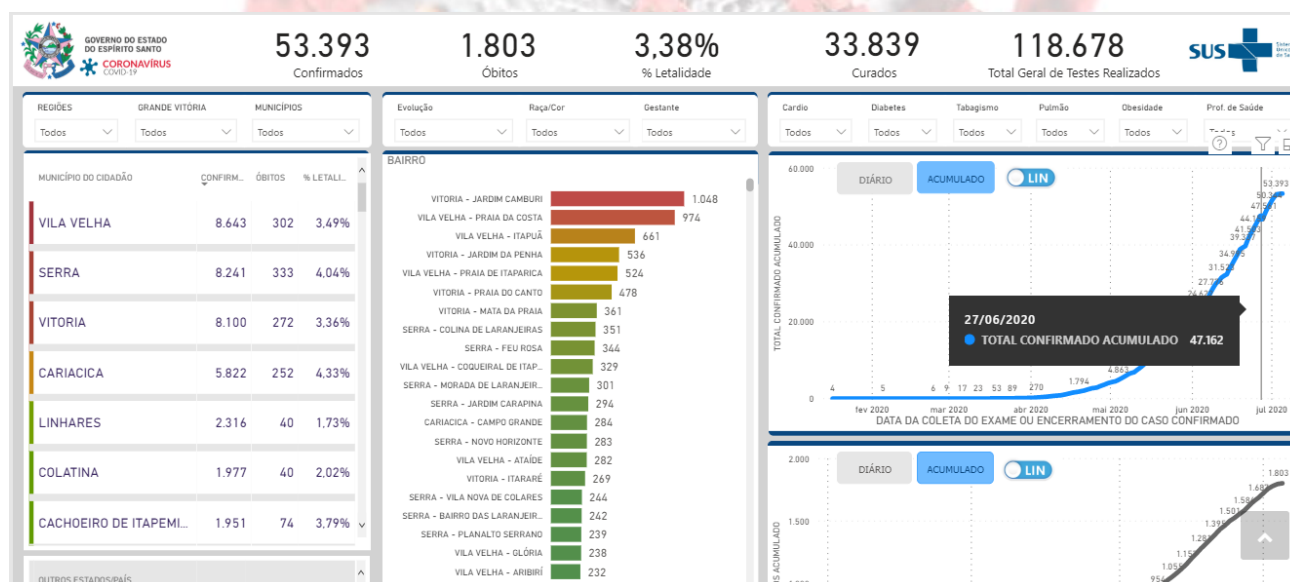 GOVERNO DO ESTADO
DO ESPÍRITO SANTO
CORONAVÍRUS
COVID-19
53.393
Confirmados
1.803
Óbitos
3,38%
% Letalidade
33.839
Curados
118.678
Total Geral de Testes Realizados
SUS
REGIÕES
Todos
GRANDE VITÓRIA
Todos
MUNICÍPIOS
Todos
Evolução
Todos
Raça/Cor
Todos
Gestante
Todos
Cardio
Todos
Diabetes
Todos
Tabagismo
Todos
Pulmão
Todos
Obesidade
Todos
Prof. de Saúde
Todos
MUNICÍPIO DO CIDADÃO CONFIRM... ÓBITOS % LETALI...
VILA VELHA 8.643 302 3,49%
SERRA 8.241 333 4,04%
VITORIA 8.100 272 3,36%
CARIACICA 5.822 252 4,33%
LINHARES 2.316 40 1,73%
COLATINA 1.977 40 2,02%
CACHOEIRO DE ITAPEMI... 1.951 74 3,79%
OUTROS ESTADOS/PAÍS
BAIRRO
VITORIA - JARDIM CAMBURI 1.048
VILA VELHA - PRAIA DA COSTA 974
VILA VELHA - ITAPUÃ 661
VITORIA - JARDIM DA PENHA 536
VILA VELHA - PRAIA DE ITAPARICA 524
VITORIA - PRAIA DO CANTO 478
VITORIA - MATA DA PRAIA 361
SERRA - COLINA DE LARANJEIRAS 351
SERRA - FEU ROSA 344
VILA VELHA - COQUEIRAL DE ITAP... 329
SERRA - MORADA DE LARANJEIR... 301
SERRA - JARDIM CARAPINA 294
CARIACICA - CAMPO GRANDE 284
SERRA - NOVO HORIZONTE 283
VILA VELHA - ATAÍDE 282
VITORIA - ITARARÉ 269
SERRA - VILA NOVA DE COLARES 244
SERRA - BAIRRO DAS LARANJEIR... 242
SERRA - PLANALTO SERRANO 239
VILA VELHA - GLÓRIA 238
VILA VELHA - ARIBIRÍ 232
DIÁRIO
ACUMULADO
LIN
TOTAL CONFIRMADO ACUMULADO
60.000
40.000
20.000
0
4 5 6 9 17 23 53 89 270 1.794 4.863
31.52
34.9
53.393
27/06/2020
TOTAL CONFIRMADO ACUMULADO 47.162
fev 2020 mar 2020 abr 2020 mai 2020 jun 2020 jul 2020
DATA DA COLETA DO EXAME OU ENCERRAMENTO DO CASO CONFIRMADO
DIÁRIO
ACUMULADO
LIN
2.000
1.500
1.803